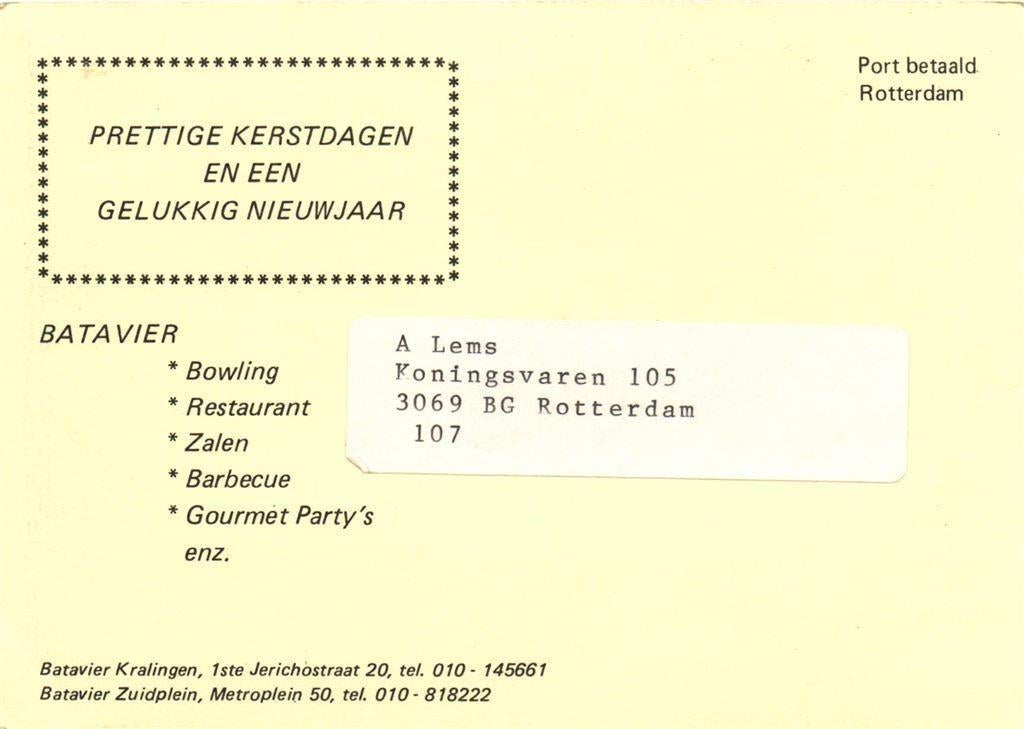 ***************************
PRETTIGE KERSTDAGEN
EN EEN
GELUKKIG NIEUWJAAR
***************************
Port betaald
Rotterdam
BATAVIER
* Bowling
* Restaurant
* Zalen
* Barbecue
* Gourmet Party's
enz.
A Lems
Koningsvaren 105
3069 BG Rotterdam
107
Batavier Kralingen, 1ste Jerichostraat 20, tel. 010 - 145661
Batavier Zuidplein, Metroplein 50, tel. 010 - 818222